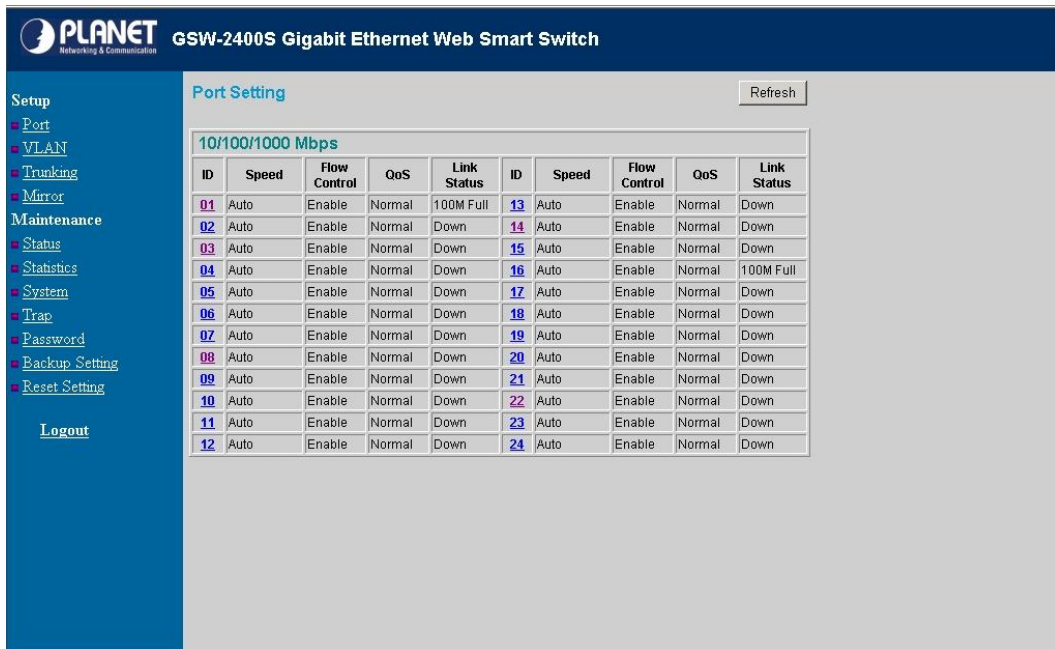 PLANET
Networking & Communication
GSW-2400S Gigabit Ethernet Web Smart Switch
Setup
Port
VLAN
Trunking
Mirror
Maintenance
Status
Statistics
System
Trap
Password
Backup Setting
Reset Setting
Logout
Port Setting
Refresh
10/100/1000 Mbps
ID Speed Flow Control QoS Link Status ID Speed Flow Control QoS Link Status
01 Auto Enable Normal 100M Full 13 Auto Enable Normal Down
02 Auto Enable Normal Down 14 Auto Enable Normal Down
03 Auto Enable Normal Down 15 Auto Enable Normal Down
04 Auto Enable Normal Down 16 Auto Enable Normal 100M Full
05 Auto Enable Normal Down 17 Auto Enable Normal Down
06 Auto Enable Normal Down 18 Auto Enable Normal Down
07 Auto Enable Normal Down 19 Auto Enable Normal Down
08 Auto Enable Normal Down 20 Auto Enable Normal Down
09 Auto Enable Normal Down 21 Auto Enable Normal Down
10 Auto Enable Normal Down 22 Auto Enable Normal Down
11 Auto Enable Normal Down 23 Auto Enable Normal Down
12 Auto Enable Normal Down 24 Auto Enable Normal Down